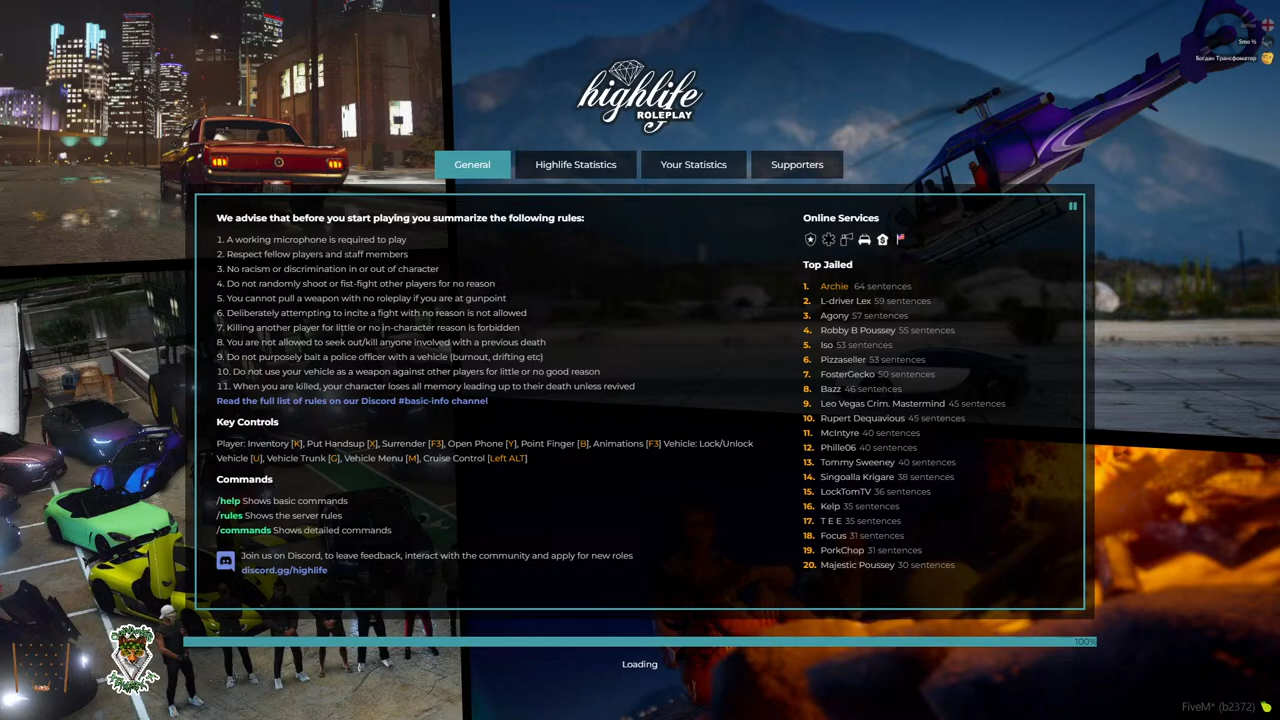 highlife
ROLEPLAY
5mo ½
Богдан Трансфоматор
General
Highlife Statistics
Your Statistics
Supporters
We advise that before you start playing you summarize the following rules:
1. A working microphone is required to play
2. Respect fellow players and staff members
3. No racism or discrimination in or out of character
4. Do not randomly shoot or fist-fight other players for no reason
5. You cannot pull a weapon with no roleplay if you are at gunpoint
6. Deliberately attempting to incite a fight with no reason is not allowed
7. Killing another player for little or no in-character reason is forbidden
8. You are not allowed to seek out/kill anyone involved with a previous death
9. Do not purposely bait a police officer with a vehicle (burnout, drifting etc)
10. Do not use your vehicle as a weapon against other players for little or no good reason
11. When you are killed, your character loses all memory leading up to their death unless revived
Read the full list of rules on our Discord #basic-info channel
Key Controls
Player: Inventory [K], Put Handsup [X], Surrender [F3], Open Phone [Y], Point Finger [B], Animations [F3] Vehicle: Lock/Unlock
Vehicle [U], Vehicle Trunk [G], Vehicle Menu [M], Cruise Control [Left ALT]
Commands
/help Shows basic commands
/rules Shows the server rules
/commands Shows detailed commands
Join us on Discord, to leave feedback, interact with the community and apply for new roles
discord.gg/highlife
Online Services
Top Jailed
1. Archie 64 sentences
2. L-driver Lex 59 sentences
3. Agony 57 sentences
4. Robby B Poussey 55 sentences
5. Iso 53 sentences
6. Pizzaseller 53 sentences
7. FosterGecko 50 sentences
8. Bazz 46 sentences
9. Leo Vegas Crim. Mastermind 45 sentences
10. Rupert Dequavious 45 sentences
11. McIntyre 40 sentences
12. Phille06 40 sentences
13. Tommy Sweeney 40 sentences
14. Singoalla Krigare 38 sentences
15. LockTomTV 36 sentences
16. Kelp 35 sentences
17. T E E 35 sentences
18. Focus 31 sentences
19. PorkChop 31 sentences
20. Majestic Poussey 30 sentences
100%
Loading
FiveM* (b2372)